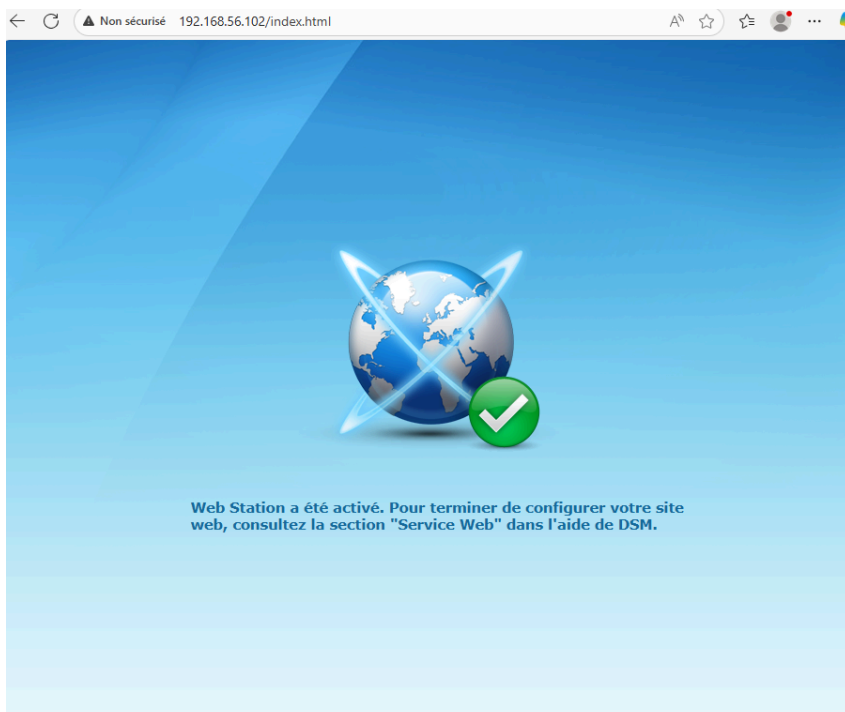 Non sécurisé 192.168.56.102/index.html
Web Station a été activé. Pour terminer de configurer votre site
web, consultez la section "Service Web" dans l'aide de DSM.